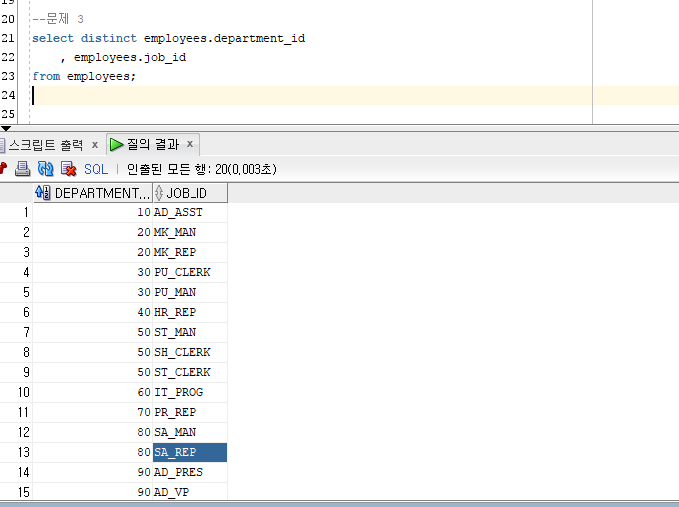 19
20 --문제 3
21 select distinct employees.department_id
22 , employees.job_id
23 from employees;
24
25
스크립트 출력 x 질의 결과 x
SQL | 인출된 모든 행: 20(0,003초)
DEPARTMENT... JOB_ID
1 10 AD_ASST
2 20 MK_MAN
3 20 MK_REP
4 30 PU_CLERK
5 30 PU_MAN
6 40 HR_REP
7 50 ST_MAN
8 50 SH_CLERK
9 50 ST_CLERK
10 60 IT_PROG
11 70 PR_REP
12 80 SA_MAN
13 80 SA_REP
14 90 AD_PRES
15 90 AD_VP